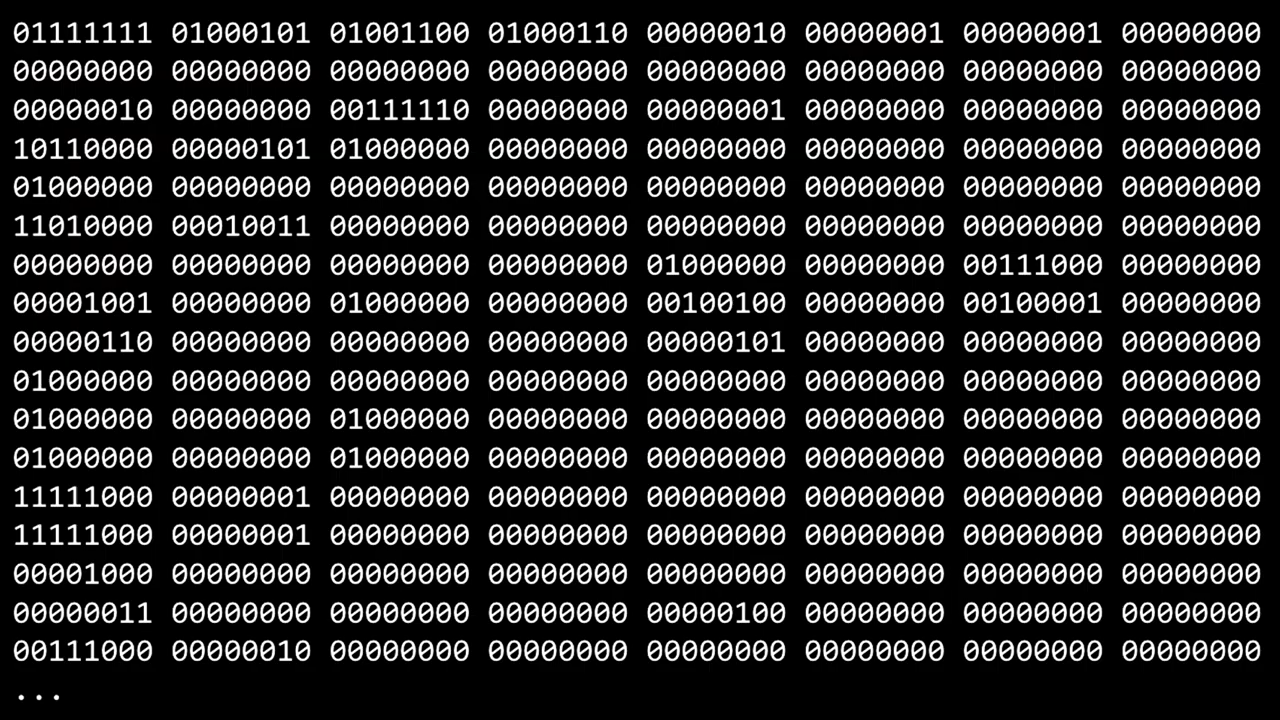 01111111 01000101 01001100 01000110 00000010 00000001 00000001 00000000
00000000 00000000 00000000 00000000 00000000 00000000 00000000 00000000
00000010 00000000 00111110 00000000 00000001 00000000 00000000 00000000
10110000 00000101 01000000 00000000 00000000 00000000 00000000 00000000
01000000 00000000 00000000 00000000 00000000 00000000 00000000 00000000
11010000 00010011 00000000 00000000 00000000 00000000 00000000 00000000
00000000 00000000 00000000 00000000 01000000 00000000 00111000 00000000
00001001 00000000 01000000 00000000 00100100 00000000 00100001 00000000
00000110 00000000 00000000 00000000 00000101 00000000 00000000 00000000
01000000 00000000 00000000 00000000 00000000 00000000 00000000 00000000
01000000 00000000 01000000 00000000 00000000 00000000 00000000 00000000
01000000 00000000 01000000 00000000 00000000 00000000 00000000 00000000
11111000 00000001 00000000 00000000 00000000 00000000 00000000 00000000
11111000 00000001 00000000 00000000 00000000 00000000 00000000 00000000
00001000 00000000 00000000 00000000 00000000 00000000 00000000 00000000
00000011 00000000 00000000 00000000 00000100 00000000 00000000 00000000
00111000 00000010 00000000 00000000 00000000 00000000 00000000 00000000
...